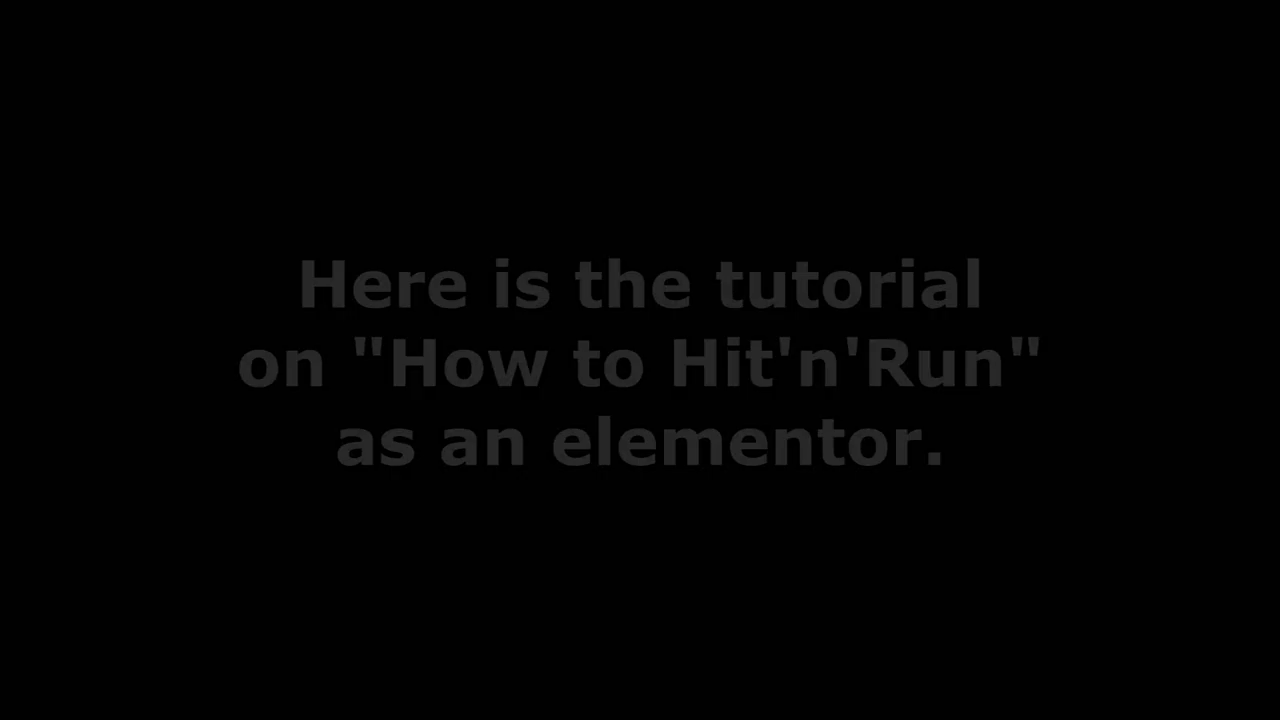 Here is the tutorial
on "How to Hit'n'Run"
as an elementor.